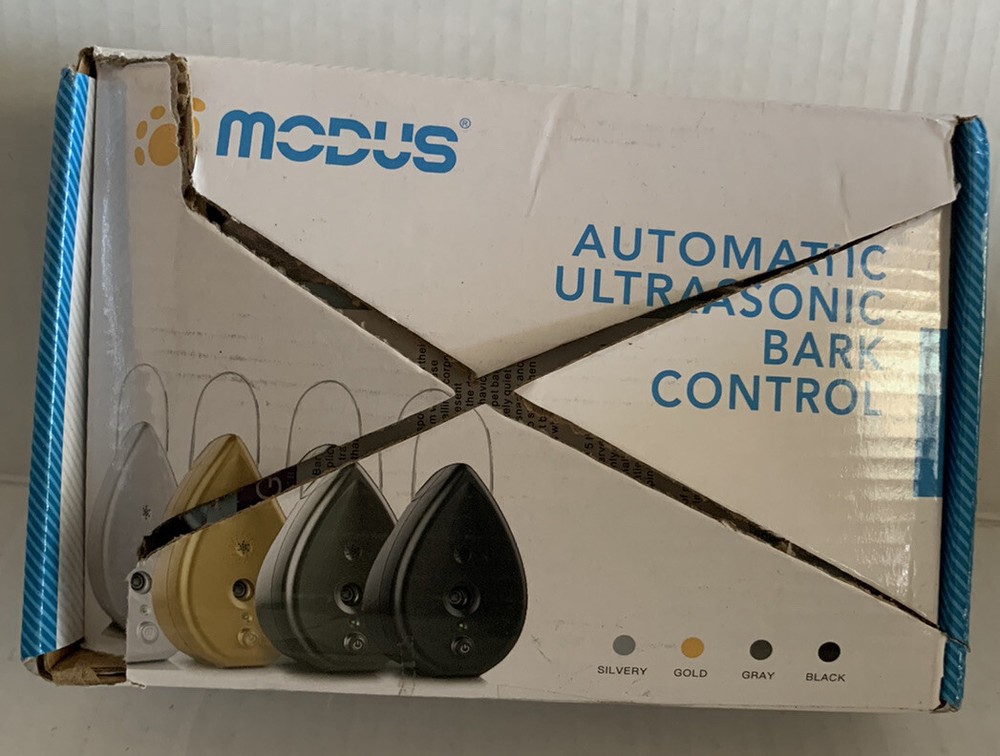 MODUS®
AUTOMATIC
ULTRASONIC
BARK
CONTROL
SILVERY
GOLD
GRAY
BLACK